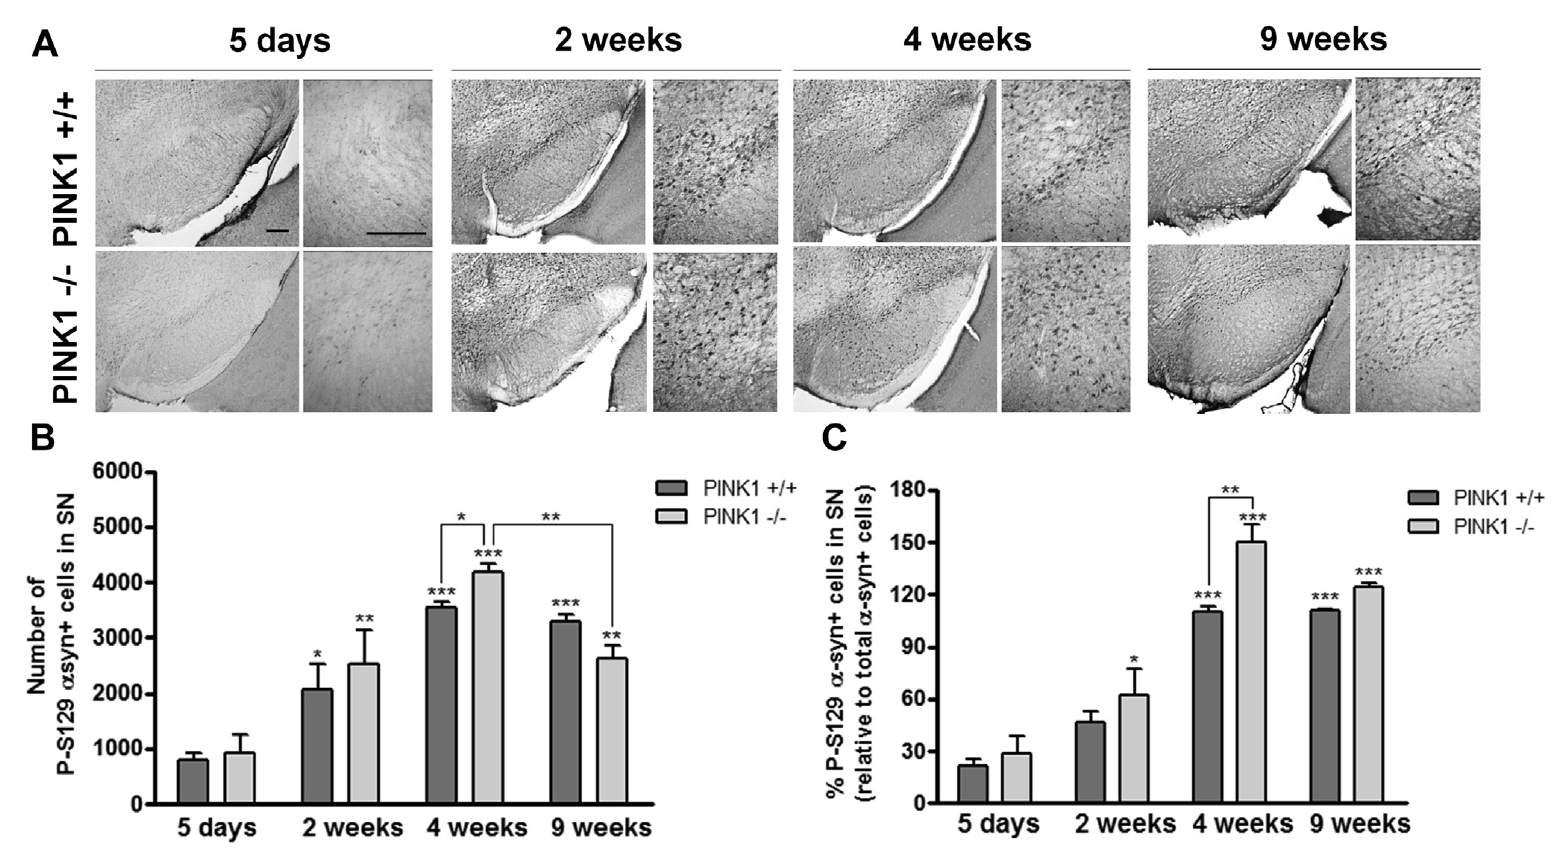 A
5 days
2 weeks
4 weeks
9 weeks
PINK1 +/+
PINK1 -/-
B
Number of
P-S129 αsyn+ cells in SN
6000
5000
4000
3000
2000
1000
0
*
**
***
***
*
**
***
**
5 days
2 weeks
4 weeks
9 weeks
PINK1 +/+
PINK1 -/-
C
% P-S129 α-syn+ cells in SN
(relative to total α-syn+ cells)
180
150
120
90
60
30
0
*
***
***
**
***
***
5 days
2 weeks
4 weeks
9 weeks
PINK1 +/+
PINK1 -/-